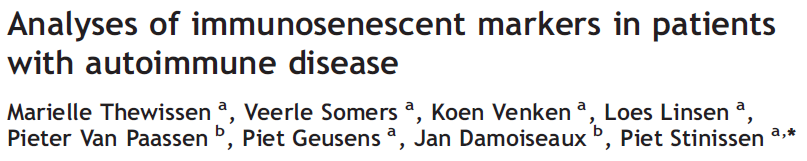 Analyses of immunosenescent markers in patients
with autoimmune disease
Marielle Thewissen a, Veerle Somers a, Koen Venken a, Loes Linsen a,
Pieter Van Paassen b, Piet Geusens a, Jan Damoiseaux b, Piet Stinissen a,*